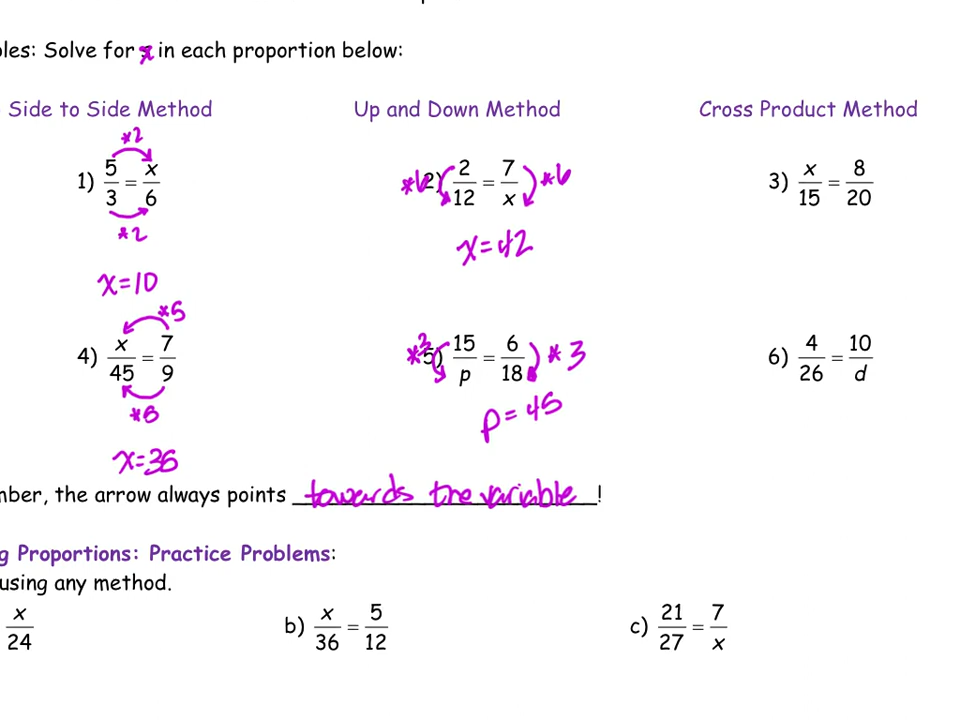 les: Solve for x in each proportion below:
Side to Side Method Up and Down Method Cross Product Method
*2
1) 5/3 = x/6 *6 2) 2/12 = 7/x *6 3) x/15 = 8/20
*2
x=42
x=10
*5
4) x/45 = 7/9 *3 5) 15/p = 6/18 *3 6) 4/26 = 10/d
*5
p=45
x=36
mber, the arrow always points towards the variable!
g Proportions: Practice Problems:
using any method.
x/24 b) x/36 = 5/12 c) 21/27 = 7/x